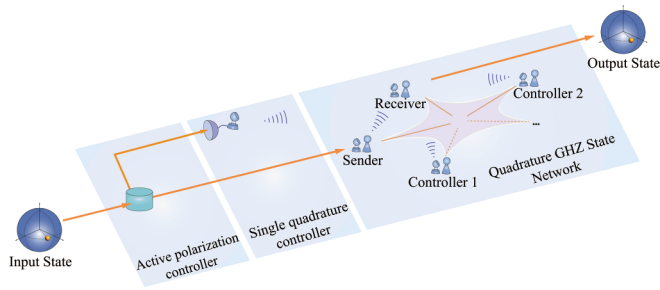 Output State
Receiver
Controller 2
...
Sender
Controller 1
Quadrature GHZ State
Network
Single quadrature
controller
Active polarization
controller
Input State